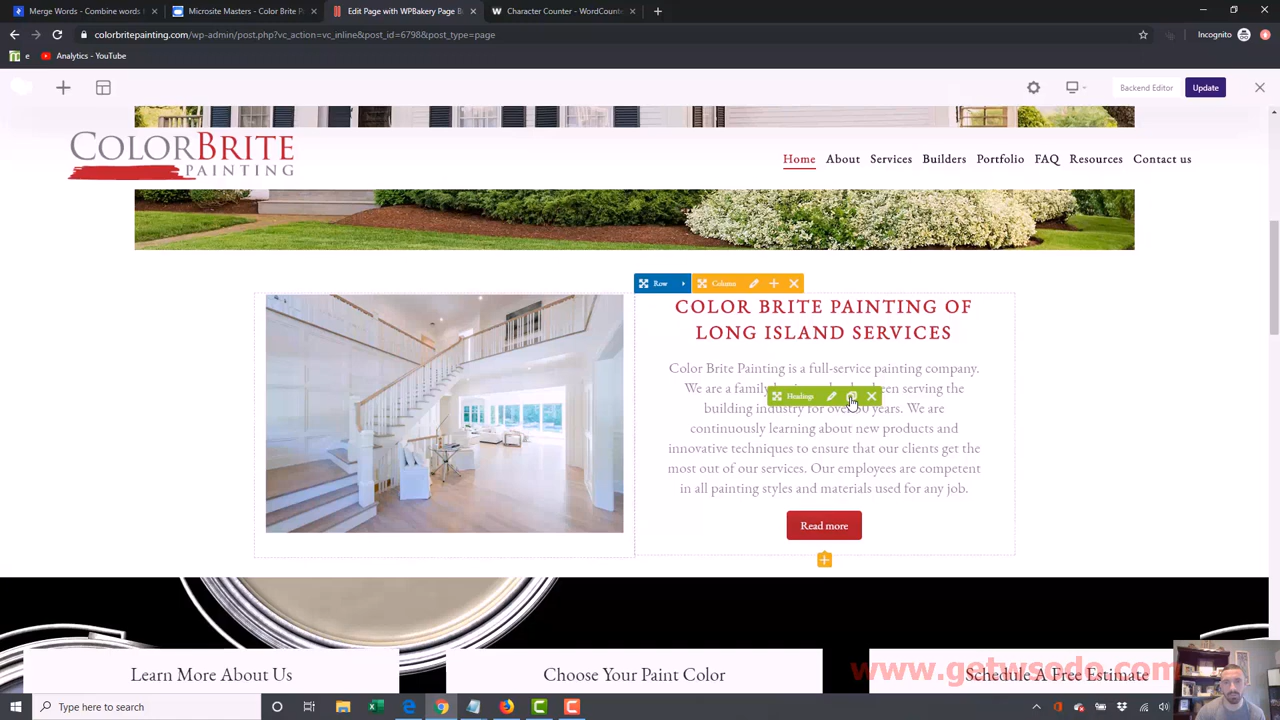 Merge Words - Combine words
Microsite Masters - Color Brite P
Edit Page with WPBakery Page B
Character Counter - WordCount
colorbritepainting.com/wp-admin/post.php?vc_action=vc_inline&post_id=6798&post_type=page
Incognito
e
Analytics - YouTube
Backend Editor
Update
COLORBRITE
PAINTING
Home About Services Builders Portfolio FAQ Resources Contact us
Row
Column
COLOR BRITE PAINTING OF
LONG ISLAND SERVICES
Color Brite Painting is a full-service painting company.
We are a family been serving the
Headings
building industry for over 30 years. We are
continuously learning about new products and
innovative techniques to ensure that our clients get the
most out of our services. Our employees are competent
in all painting styles and materials used for any job.
Read more
Learn More About Us
Choose Your Paint Color
Schedule A Free Estimate
www.getwsodo.com
Type here to search